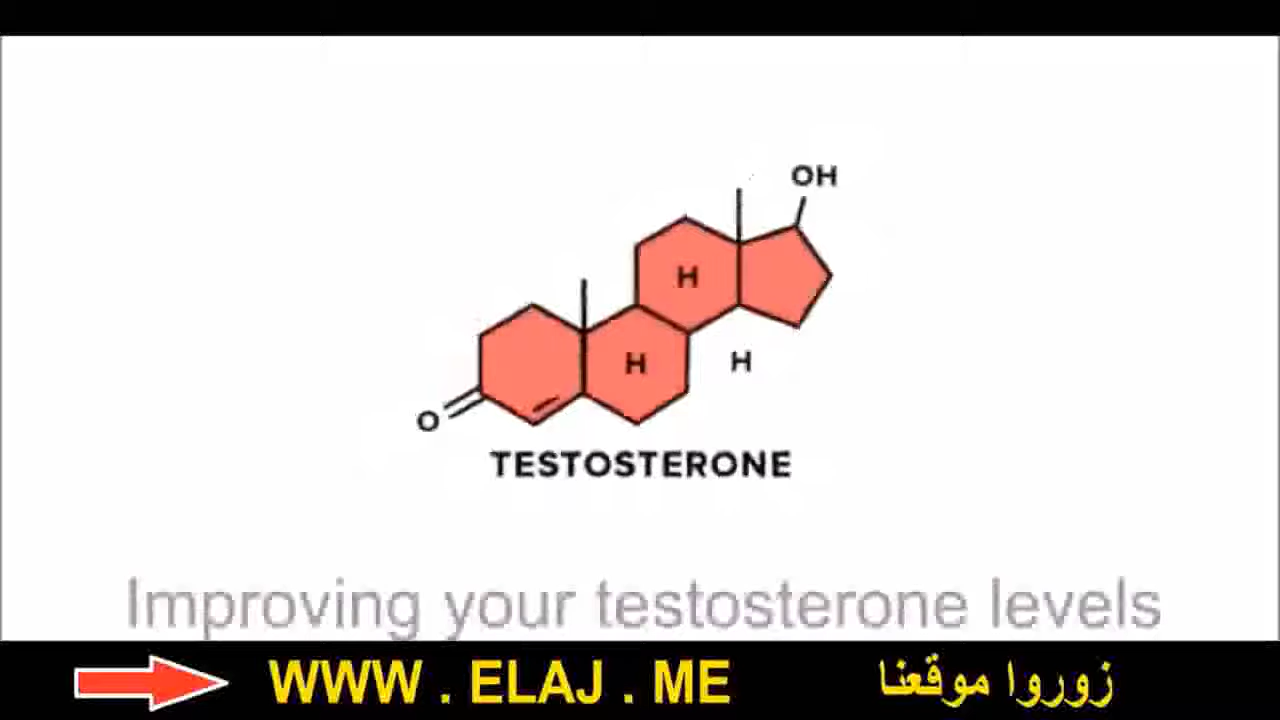 OH
H
H
H
O
TESTOSTERONE
Improving your testosterone levels
WWW . ELAJ . ME زوروا موقعنا